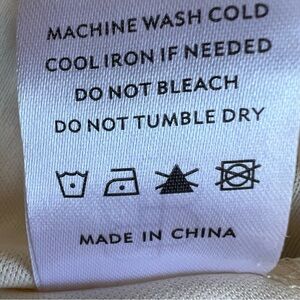 MACHINE WASH COLD
COOL IRON IF NEEDED
DO NOT BLEACH
DO NOT TUMBLE DRY
MADE IN CHINA